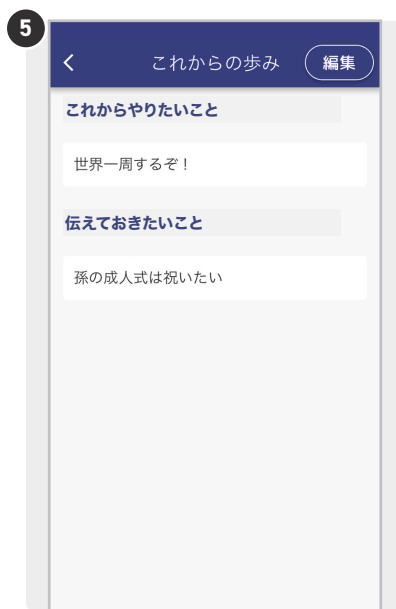 5
これからの歩み
編集
これからやりたいこと
世界一周するぞ！
伝えておきたいこと
孫の成人式は祝いたい